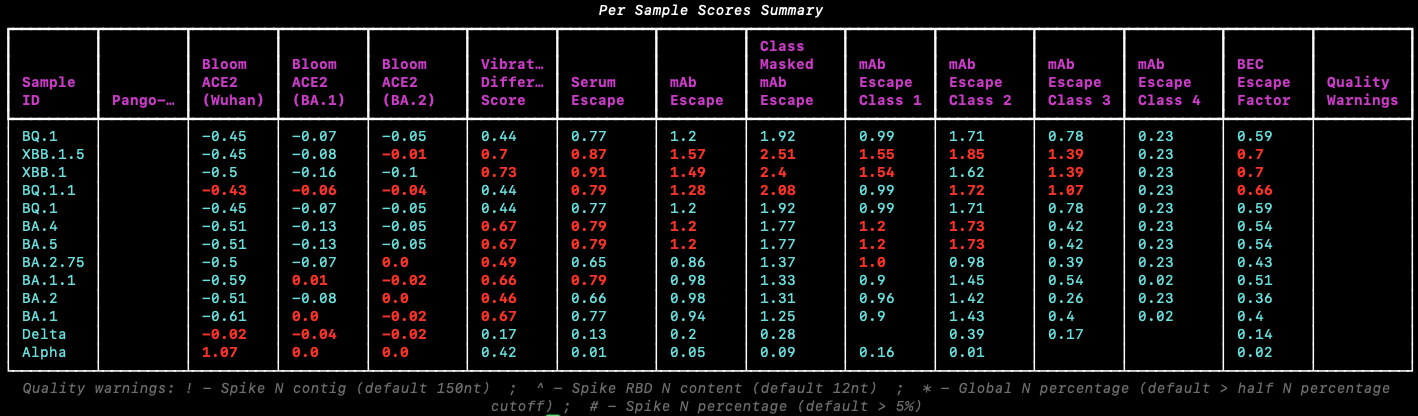 Per Sample Scores Summary
Class
Bloom Bloom Bloom Vibrat… Masked mAb mAb mAb mAb BEC
Sample ACE2 ACE2 ACE2 Differ… Serum mAb mAb Escape Escape Escape Escape Escape Quality
ID Pango-… (Wuhan) (BA.1) (BA.2) Score Escape Escape Escape Class 1 Class 2 Class 3 Class 4 Factor Warnings
BQ.1 -0.45 -0.07 -0.05 0.44 0.77 1.2 1.92 0.99 1.71 0.78 0.23 0.59
XBB.1.5 -0.45 -0.08 -0.01 0.7 0.87 1.57 2.51 1.55 1.85 1.39 0.23 0.7
XBB.1 -0.5 -0.16 -0.1 0.73 0.91 1.49 2.4 1.54 1.62 1.39 0.23 0.7
BQ.1.1 -0.43 -0.06 -0.04 0.44 0.79 1.28 2.08 0.99 1.72 1.07 0.23 0.66
BQ.1 -0.45 -0.07 -0.05 0.44 0.77 1.2 1.92 0.99 1.71 0.78 0.23 0.59
BA.4 -0.51 -0.13 -0.05 0.67 0.79 1.2 1.77 1.2 1.73 0.42 0.23 0.54
BA.5 -0.51 -0.13 -0.05 0.67 0.79 1.2 1.77 1.2 1.73 0.42 0.23 0.54
BA.2.75 -0.5 -0.07 0.0 0.49 0.65 0.86 1.37 1.0 0.98 0.39 0.23 0.43
BA.1.1 -0.59 0.01 -0.02 0.66 0.79 0.98 1.33 0.9 1.45 0.54 0.02 0.51
BA.2 -0.51 -0.08 0.0 0.46 0.66 0.98 1.31 0.96 1.42 0.26 0.23 0.36
BA.1 -0.61 0.0 -0.02 0.67 0.77 0.94 1.25 0.9 1.43 0.4 0.02 0.4
Delta -0.02 -0.04 -0.02 0.17 0.13 0.2 0.28 0.39 0.17 0.14
Alpha 1.07 0.0 0.0 0.42 0.01 0.05 0.09 0.16 0.01 0.02
Quality warnings: ! - Spike N contig (default 150nt) ; ^ - Spike RBD N content (default 12nt) ; * - Global N percentage (default > half N percentage
cutoff) ; # - Spike N percentage (default > 5%)